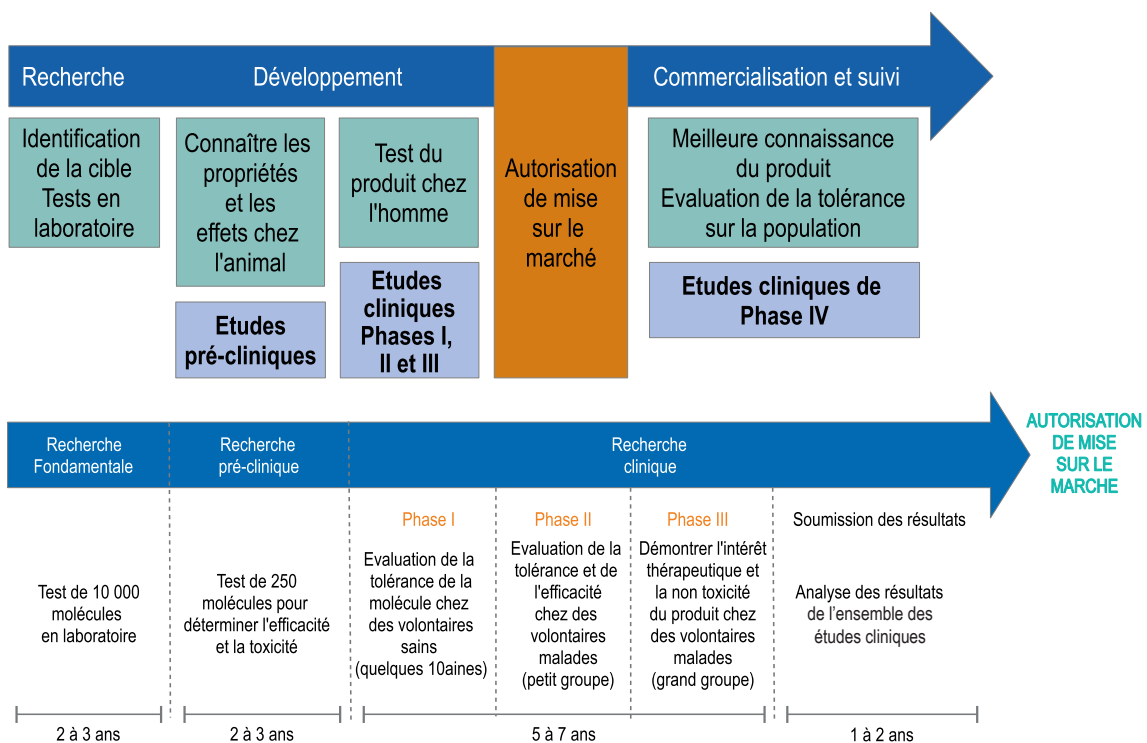 Recherche
Développement
Commercialisation et suivi
Identification
de la cible
Tests en
laboratoire
Connaître les
propriétés
et les
effets chez
l'animal
Etudes
pré-cliniques
Test du
produit chez
l'homme
Etudes
cliniques
Phases I,
II et III
Autorisation
de mise
sur le
marché
Meilleure connaissance
du produit
Evaluation de la tolérance
sur la population
Etudes cliniques de
Phase IV
Recherche
Fondamentale
Recherche
pré-clinique
Recherche
clinique
AUTORISATION
DE MISE
SUR LE
MARCHE
Test de 10 000
molécules
en laboratoire
Test de 250
molécules pour
déterminer l'efficacité
et la toxicité
Phase I
Evaluation de la
tolérance de la
molécule chez
des volontaires
sains
(quelques 10aines)
Phase II
Evaluation de la
tolérance et de
l'efficacité
chez des
volontaires
malades
(petit groupe)
Phase III
Démontrer l'intérêt
thérapeutique et
la non toxicité
du produit chez
des volontaires
malades
(grand groupe)
Soumission des résultats
Analyse des résultats
de l'ensemble des
études cliniques
2 à 3 ans
2 à 3 ans
5 à 7 ans
1 à 2 ans